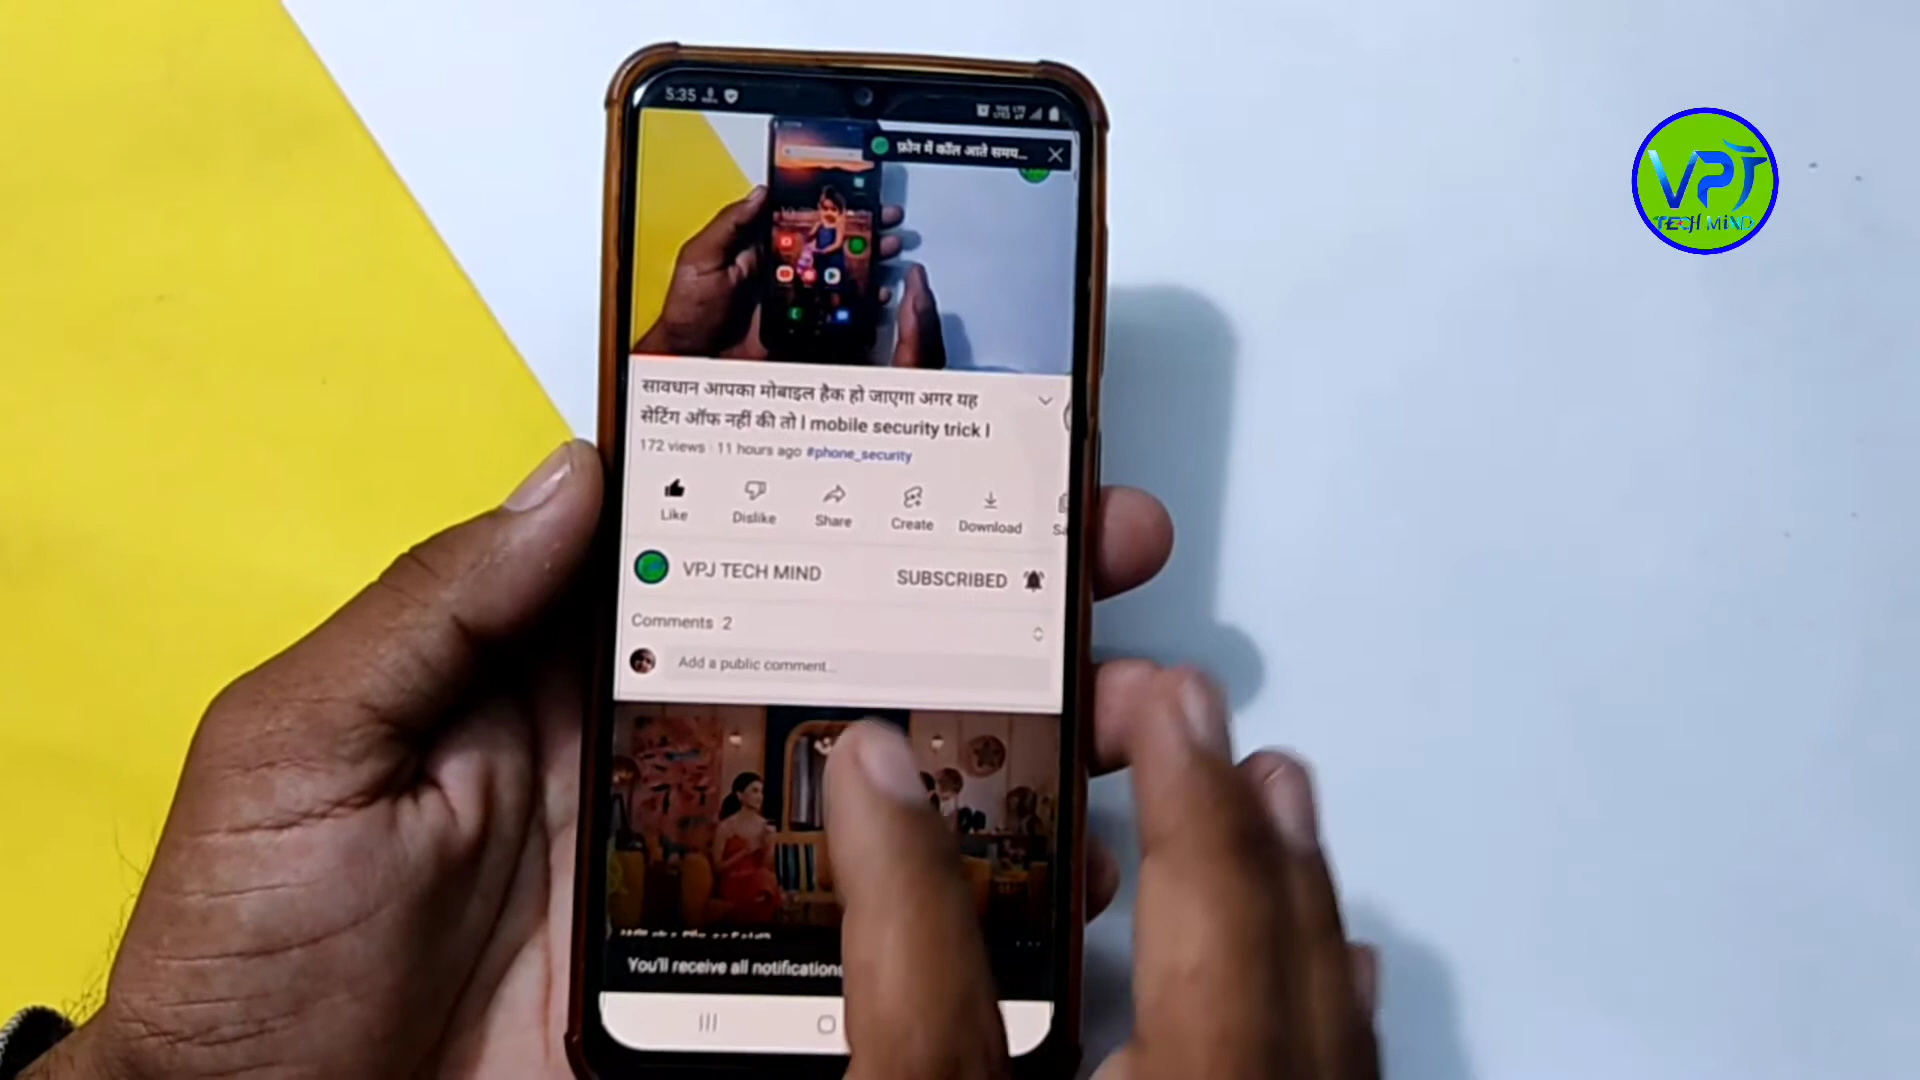 5:35
फ़ोन में कॉल आते समय...
VPJ
TECH MiND
सावधान आपका मोबाइल हैक हो जाएगा अगर यह
सेटिंग ऑफ नहीं की तो l mobile security trick l
172 views · 11 hours ago #phone_security
Like
Dislike
Share
Create
Download
Sa
VPJ TECH MIND
SUBSCRIBED
Comments 2
Add a public comment...
You'll receive all notifications